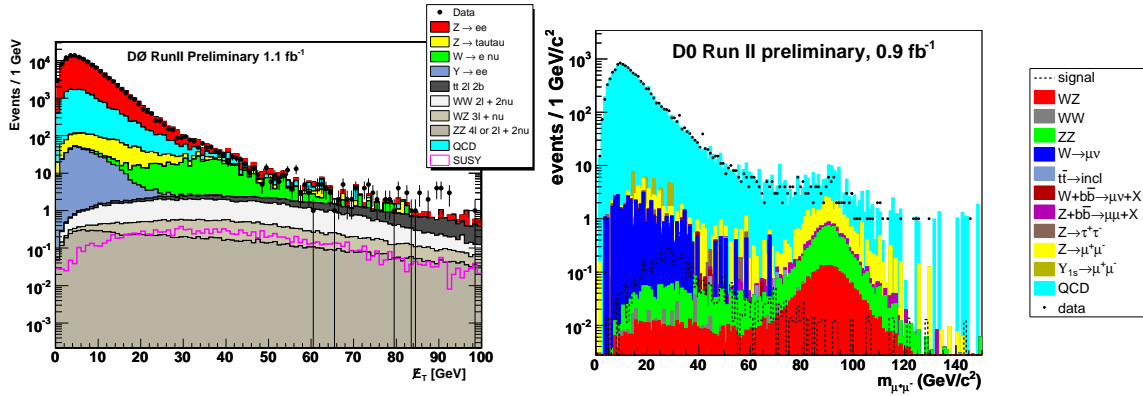 DØ RunII Preliminary 1.1 fb⁻¹
Events / 1 GeV
10⁴
10³
10²
10
1
10⁻¹
10⁻²
10⁻³
0 10 20 30 40 50 60 70 80 90 100
E̸_T [GeV]
Data
Z → ee
Z → tautau
W → e nu
Y → ee
tt 2l 2b
WW 2l + 2nu
WZ 3l + nu
ZZ 4l or 2l + 2nu
QCD
SUSY
D0 Run II preliminary, 0.9 fb⁻¹
events / 1 GeV/c²
10³
10²
10
1
10⁻¹
10⁻²
0 20 40 60 80 100 120 140
m_μ⁺μ⁻ (GeV/c²)
signal
WZ
WW
ZZ
W→μν
tt̄→incl
W+bb̄→μν+X
Z+bb̄→μμ+X
Z→τ⁺τ⁻
Z→μ⁺μ⁻
Y₁ₛ→μ⁺μ⁻
QCD
data